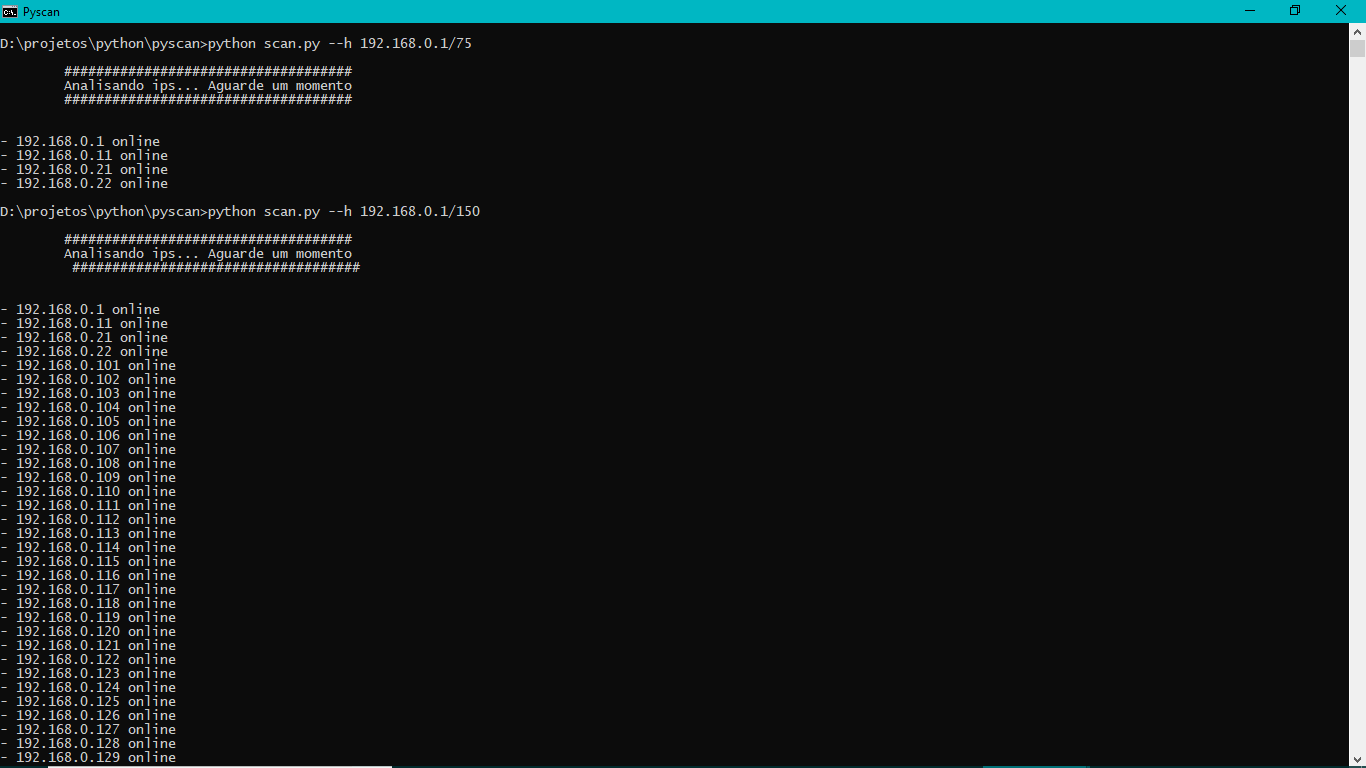 Pyscan
D:\projetos\python\pyscan>python scan.py --h 192.168.0.1/75
####################################
Analisando ips... Aguarde um momento
####################################
- 192.168.0.1 online
- 192.168.0.11 online
- 192.168.0.21 online
- 192.168.0.22 online
D:\projetos\python\pyscan>python scan.py --h 192.168.0.1/150
####################################
Analisando ips... Aguarde um momento
####################################
- 192.168.0.1 online
- 192.168.0.11 online
- 192.168.0.21 online
- 192.168.0.22 online
- 192.168.0.101 online
- 192.168.0.102 online
- 192.168.0.103 online
- 192.168.0.104 online
- 192.168.0.105 online
- 192.168.0.106 online
- 192.168.0.107 online
- 192.168.0.108 online
- 192.168.0.109 online
- 192.168.0.110 online
- 192.168.0.111 online
- 192.168.0.112 online
- 192.168.0.113 online
- 192.168.0.114 online
- 192.168.0.115 online
- 192.168.0.116 online
- 192.168.0.117 online
- 192.168.0.118 online
- 192.168.0.119 online
- 192.168.0.120 online
- 192.168.0.121 online
- 192.168.0.122 online
- 192.168.0.123 online
- 192.168.0.124 online
- 192.168.0.125 online
- 192.168.0.126 online
- 192.168.0.127 online
- 192.168.0.128 online
- 192.168.0.129 online